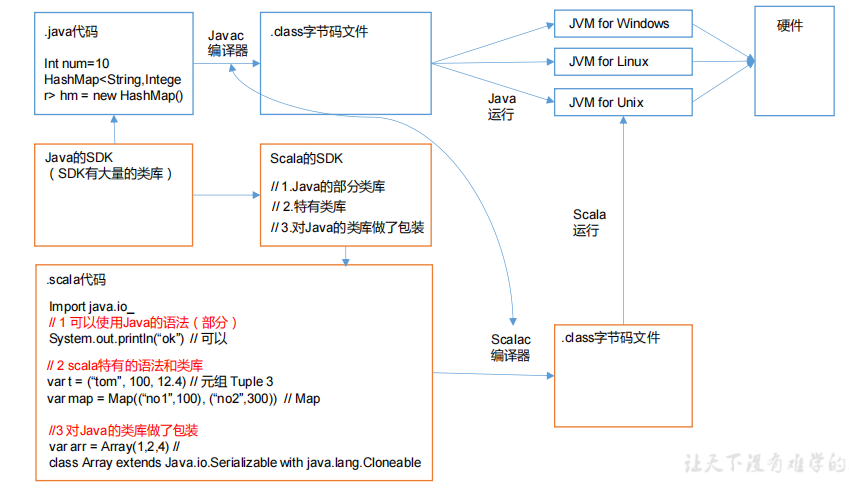 .java代码
Int num=10
HashMap<String,Intege
r> hm = new HashMap()
Javac
编译器
.class字节码文件
JVM for Windows
JVM for Linux
JVM for Unix
硬件
Java
运行
Java的SDK
（SDK有大量的类库）
Scala的SDK
// 1.Java的部分类库
// 2.特有类库
// 3.对Java的类库做了包装
Scala
运行
.scala代码
Import java.io_
// 1 可以使用Java的语法（部分）
System.out.println(“ok”) // 可以
// 2 scala特有的语法和类库
var t = (“tom”, 100, 12.4) // 元组 Tuple 3
var map = Map((“no1”,100), (“no2”,300)) // Map
//3 对Java的类库做了包装
var arr = Array(1,2,4) //
class Array extends Java.io.Serializable with java.lang.Cloneable
Scalac
编译器
.class字节码文件
让天下没有难学的